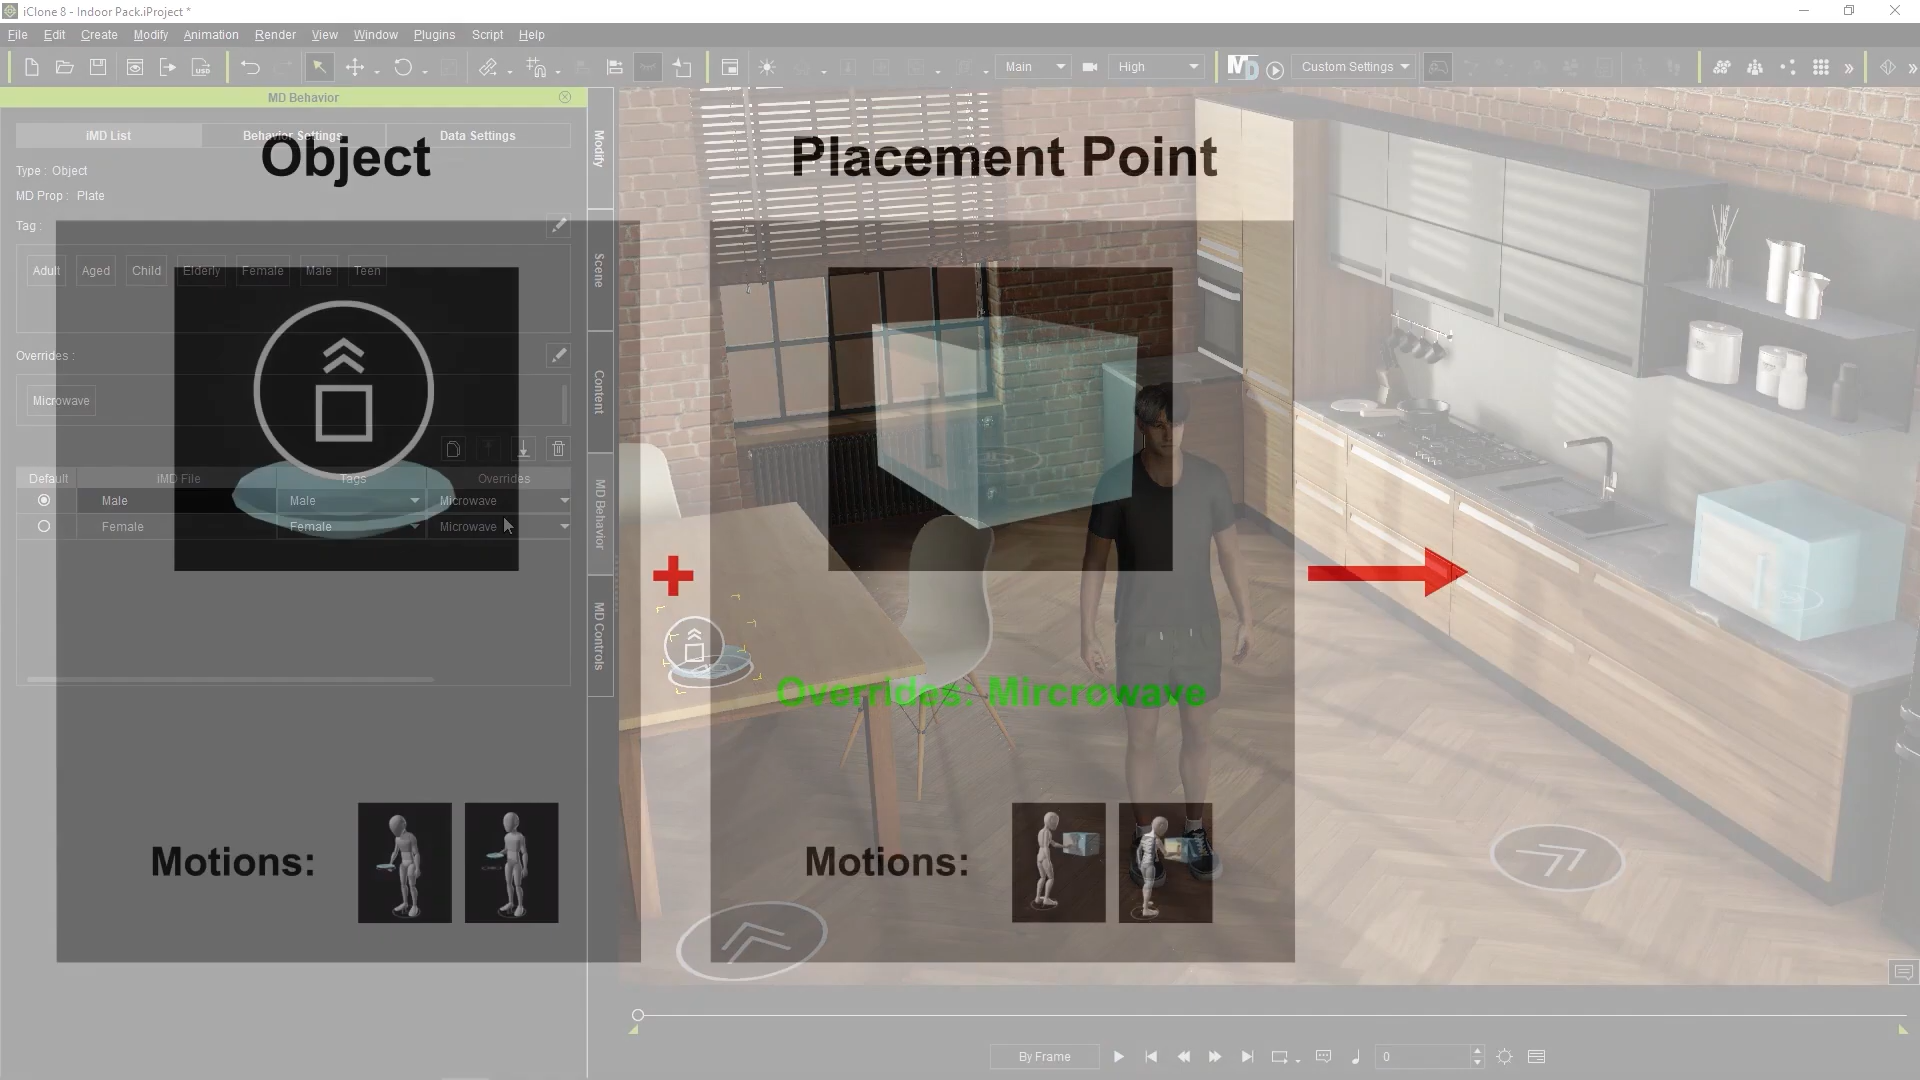 iClone 8 - Indoor Pack.iProject *
File Edit Create Modify Animation Render Script View Window Plugins Script Help
USD
Main
High
MD
Custom Settings
MD Behavior
iMD List
Behavior Settings
Data Settings
Type : Object
MD Prop : Plate
Tag :
Adult
Aged
Child
Elderly
Female
Male
Teen
Overrides :
Microwave
Default
iMD File
Tags
Overrides
Male
Male
Microwave
Female
Female
Microwave
Modify
Scene
Content
MD Behavior
MD Controls
Object
Placement Point
Overrides: Mircrowave
Motions:
Motions:
By Frame
0